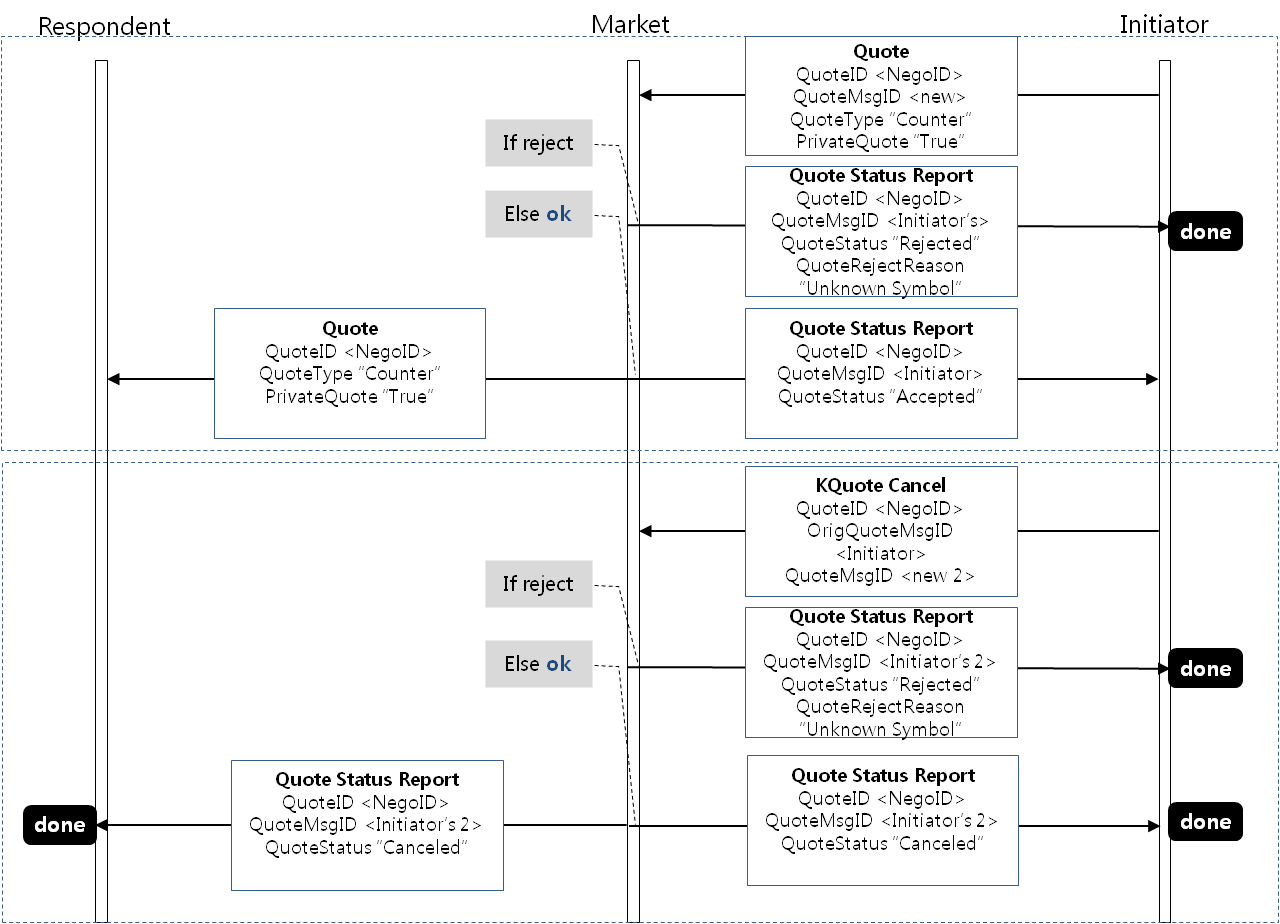 Respondent
Market
Initiator
Quote
QuoteID <NegoID>
QuoteMsgID <new>
QuoteType "Counter"
PrivateQuote "True"
If reject
Else ok
Quote Status Report
QuoteID <NegoID>
QuoteMsgID <Initiator's>
QuoteStatus "Rejected"
QuoteRejectReason
"Unknown Symbol"
done
Quote
QuoteID <NegoID>
QuoteType "Counter"
PrivateQuote "True"
Quote Status Report
QuoteID <NegoID>
QuoteMsgID <Initiator>
QuoteStatus "Accepted"
KQuote Cancel
QuoteID <NegoID>
OrigQuoteMsgID
<Initiator>
QuoteMsgID <new 2>
If reject
Else ok
Quote Status Report
QuoteID <NegoID>
QuoteMsgID <Initiator's 2>
QuoteStatus "Rejected"
QuoteRejectReason
"Unknown Symbol"
done
done
Quote Status Report
QuoteID <NegoID>
QuoteMsgID <Initiator's 2>
QuoteStatus "Canceled"
Quote Status Report
QuoteID <NegoID>
QuoteMsgID <Initiator's 2>
QuoteStatus "Canceled"
done